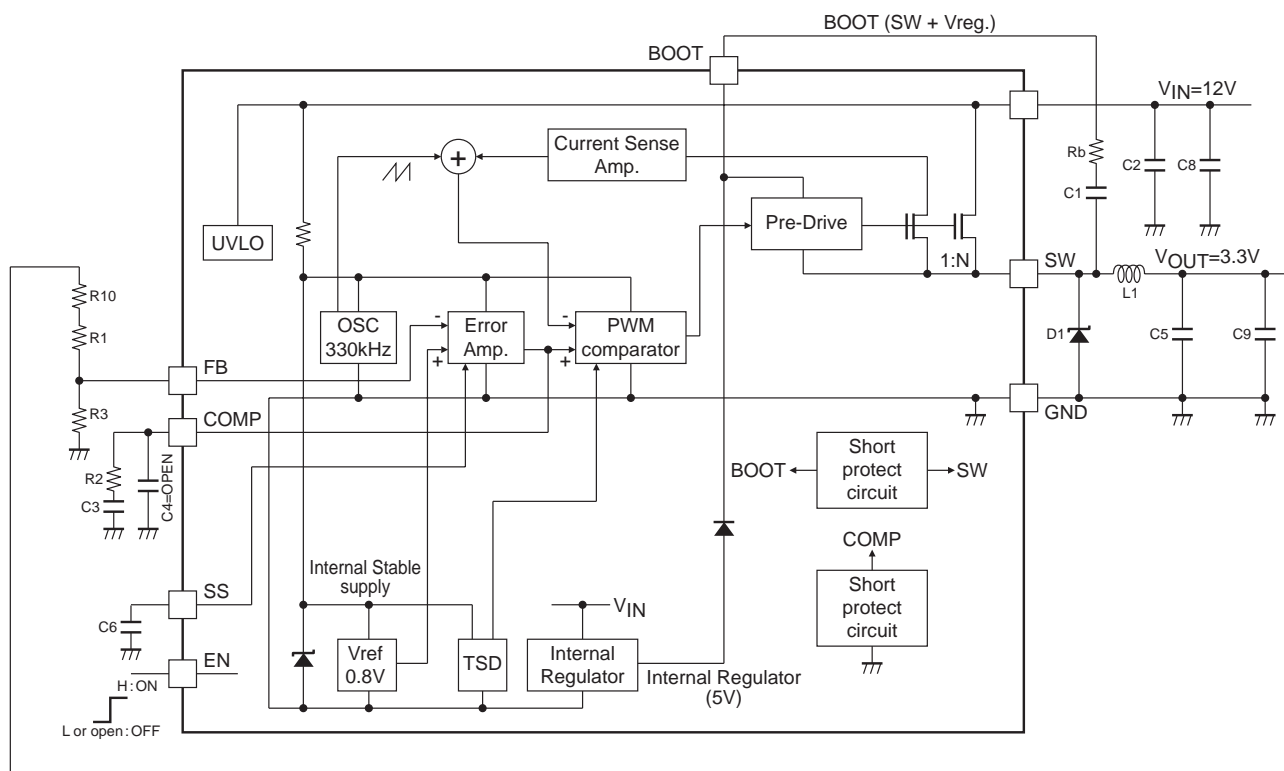 BOOT (SW + Vreg.)
BOOT
VIN=12V
Current Sense
Amp.
+
Rb
C2
C8
C1
Pre-Drive
UVLO
1:N
SW
VOUT=3.3V
L1
R10
R1
OSC
330kHz
-
+
Error
Amp.
-
+
PWM
comparator
D1
C5
C9
FB
R3
COMP
GND
R2
C3
C4=OPEN
BOOT
Short
protect
circuit
SW
COMP
Short
protect
circuit
Internal Stable
supply
SS
C6
VIN
Vref
0.8V
TSD
Internal
Regulator
Internal Regulator
(5V)
EN
H:ON
L or open:OFF